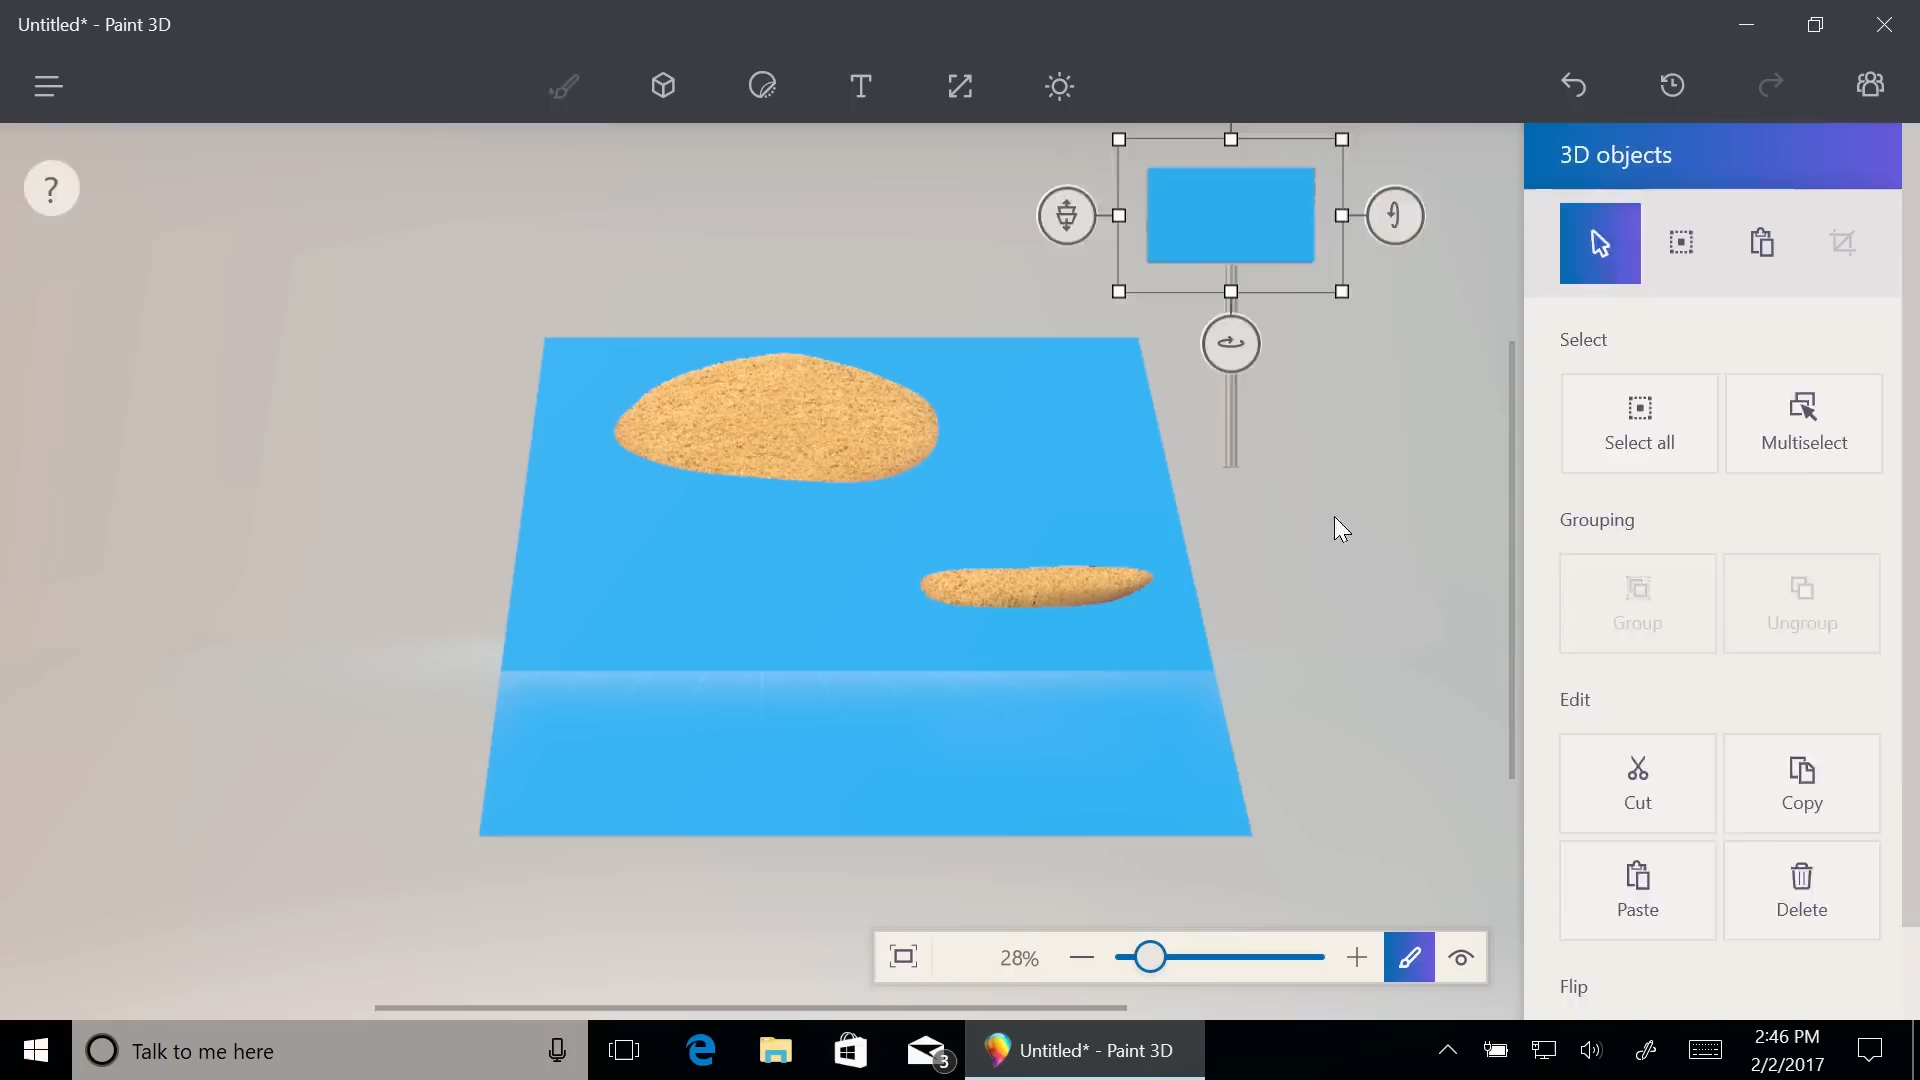 Untitled* - Paint 3D
?
3D objects
Select
Select all
Multiselect
Grouping
Group
Ungroup
Edit
Cut
Copy
Paste
Delete
28%
Flip
Talk to me here
3
Untitled* - Paint 3D
2:46 PM
2/2/2017